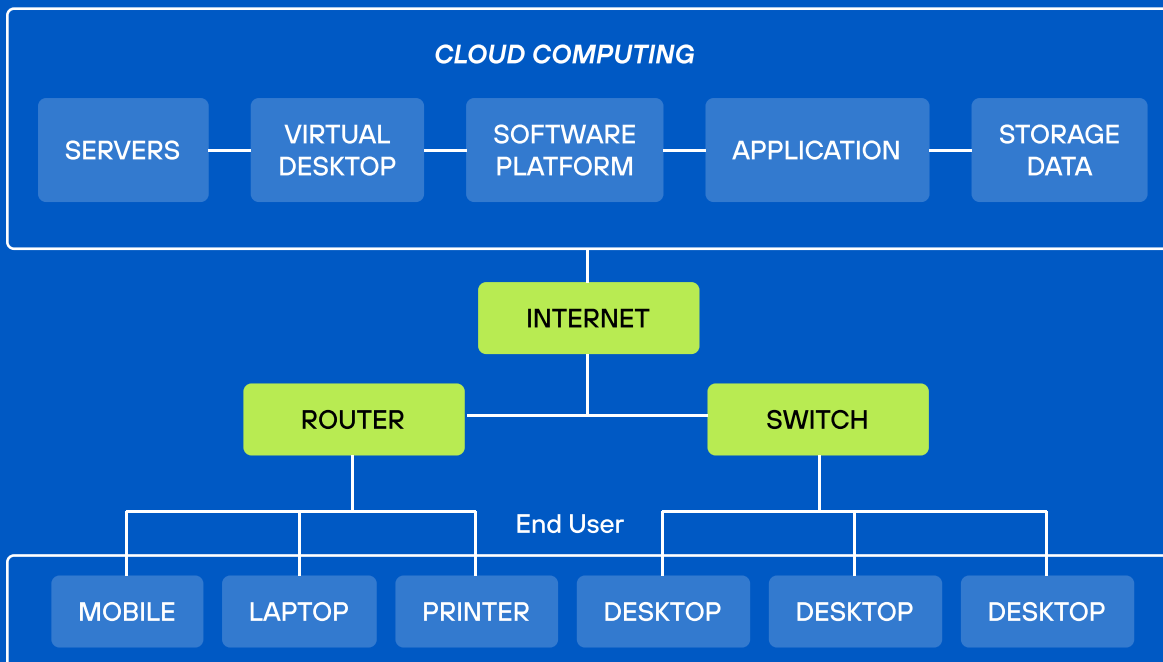 CLOUD COMPUTING
SERVERS
VIRTUAL
DESKTOP
SOFTWARE
PLATFORM
APPLICATION
STORAGE
DATA
INTERNET
ROUTER
SWITCH
End User
MOBILE
LAPTOP
PRINTER
DESKTOP
DESKTOP
DESKTOP